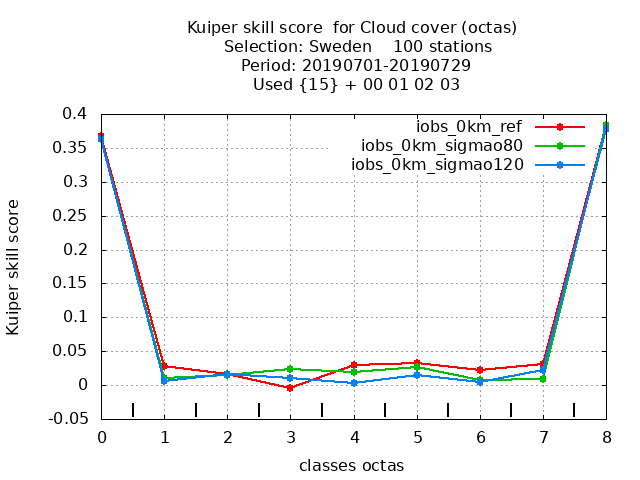 Kuiper skill score  for Cloud cover (octas)
Selection: Sweden    100 stations
Period: 20190701-20190729
Used {15} + 00 01 02 03
iobs_0km_ref
iobs_0km_sigmao80
iobs_0km_sigmao120
Kuiper skill score
0.4
0.35
0.3
0.25
0.2
0.15
0.1
0.05
0
-0.05
0 1 2 3 4 5 6 7 8
classes octas